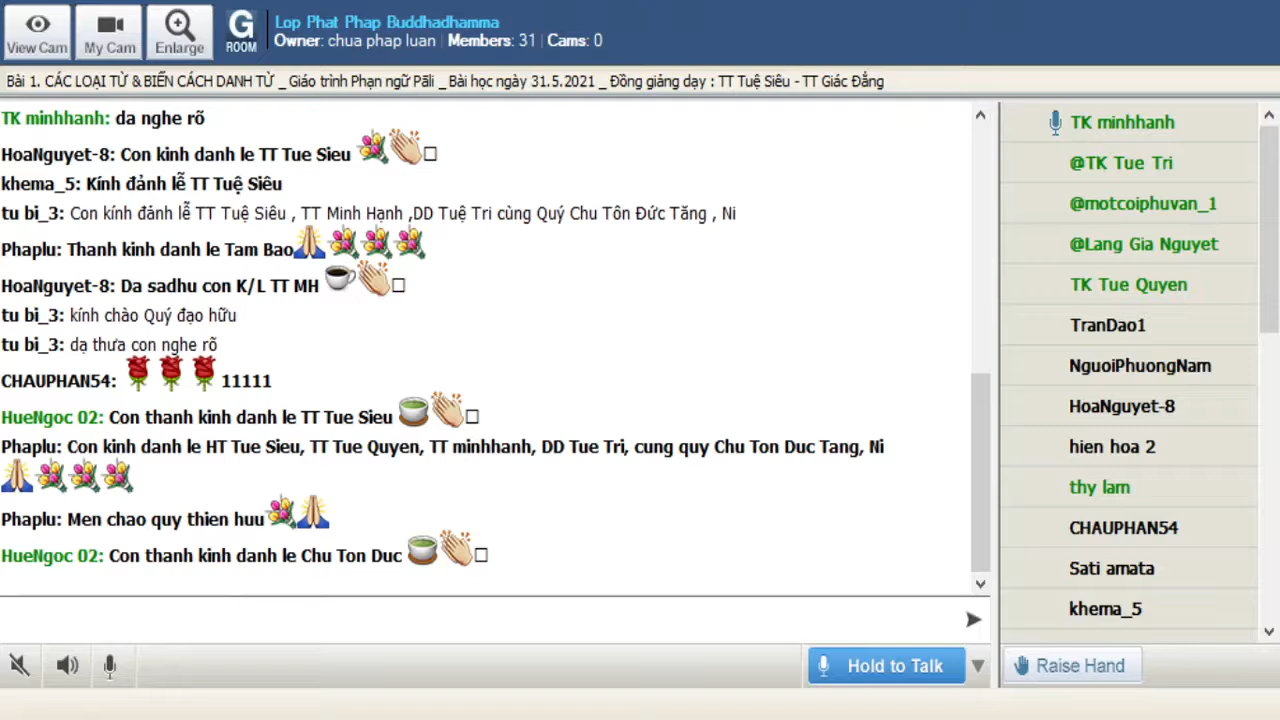 View Cam
My Cam
Enlarge
G
ROOM
Lop Phat Phap Buddhadhamma
Owner: chua phap luan | Members: 31 | Cams: 0
Bài 1. CÁC LOẠI TỪ & BIẾN CÁCH DANH TỪ _ Giáo trình Phạn ngữ Pāli _ Bài học ngày 31.5.2021 _ Đồng giảng dạy : TT Tuệ Siêu - TT Giác Đẳng
TK minhhanh: da nghe rõ
HoaNguyet-8: Con kinh danh le TT Tue Sieu
khema_5: Kính đảnh lễ TT Tuệ Siêu
tu bi_3: Con kính đảnh lễ TT Tuệ Siêu , TT Minh Hạnh ,DD Tuệ Tri cùng Quý Chu Tôn Đức Tăng , Ni
Phaplu: Thanh kinh danh le Tam Bao
HoaNguyet-8: Da sadhu con K/L TT MH
tu bi_3: kính chào Quý đạo hữu
tu bi_3: dạ thưa con nghe rõ
CHAUPHAN54: 11111
HueNgoc 02: Con thanh kinh danh le TT Tue Sieu
Phaplu: Con kinh danh le HT Tue Sieu, TT Tue Quyen, TT minhhanh, DD Tue Tri, cung quy Chu Ton Duc Tang, Ni
Phaplu: Men chao quy thien huu
HueNgoc 02: Con thanh kinh danh le Chu Ton Duc
TK minhhanh
@TK Tue Tri
@motcoiphuvan_1
@Lang Gia Nguyet
TK Tue Quyen
TranDao1
NguoiPhuongNam
HoaNguyet-8
hien hoa 2
thy lam
CHAUPHAN54
Sati amata
khema_5
Hold to Talk
Raise Hand